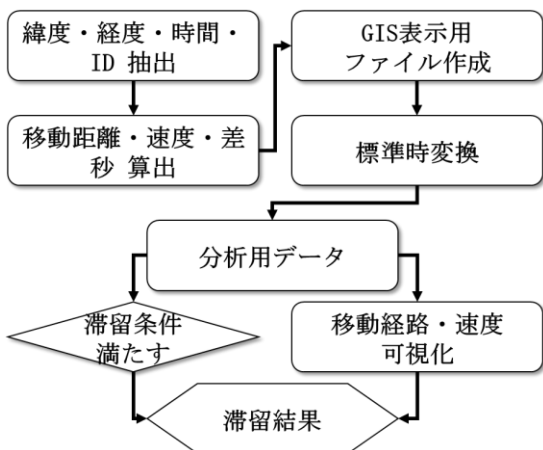 緯度・経度・時間・
ID 抽出
移動距離・速度・差
秒 算出
GIS表示用
ファイル作成
標準時変換
分析用データ
滞留条件
満たす
移動経路・速度
可視化
滞留結果